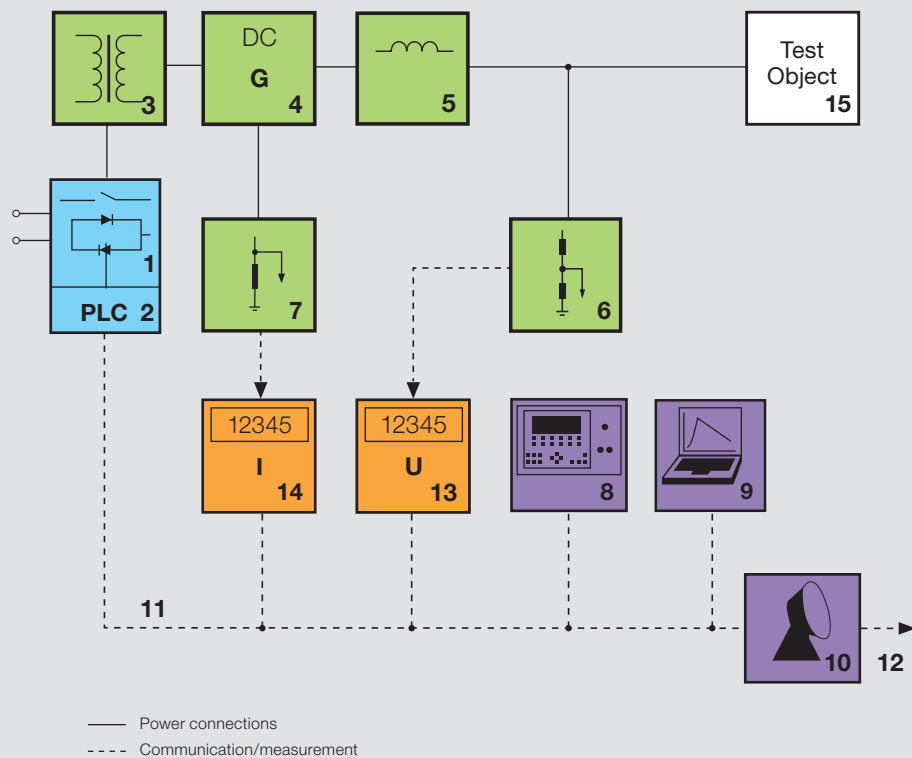 3
DC
G
4
5
Test
Object
15
1
PLC 2
7
6
12345
I
14
12345
U
13
8
9
11
10
12
Power connections
Communication/measurement